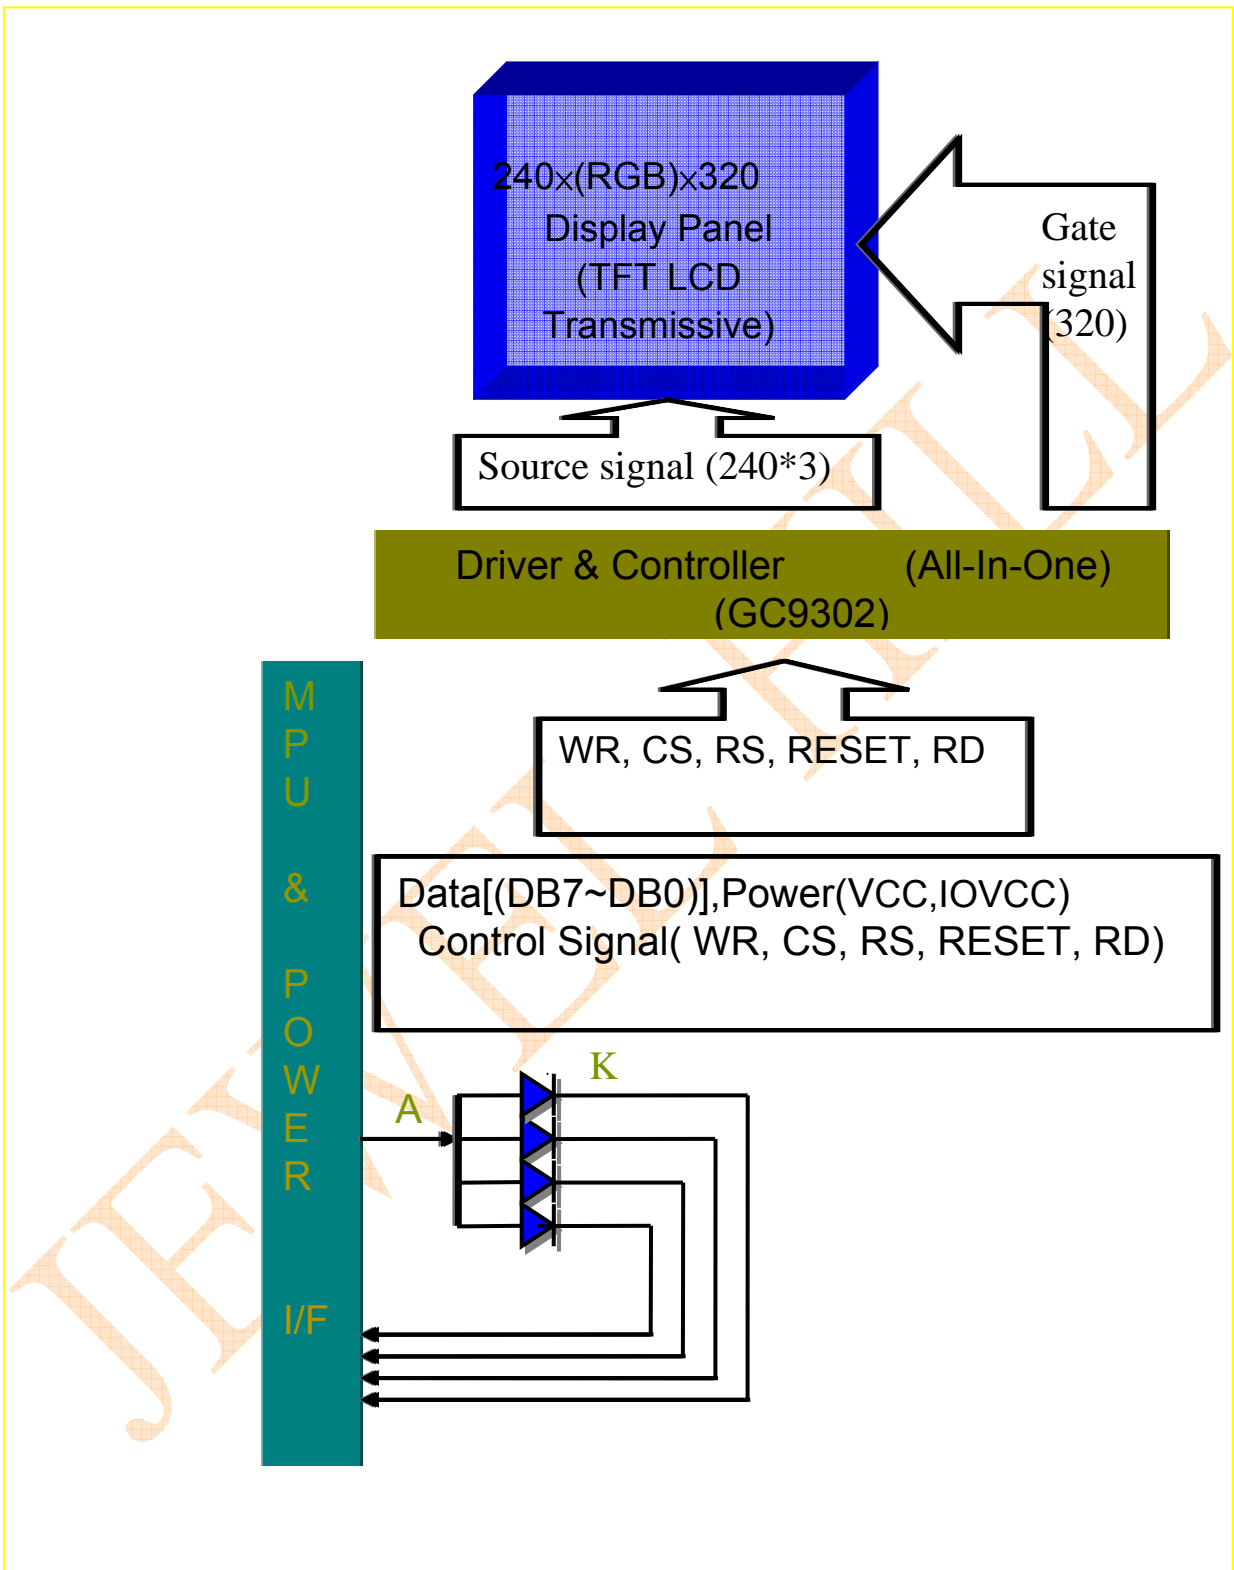 240×(RGB)×320
Display Panel
(TFT LCD
Transmissive)
Gate
signal
(320)
Source signal (240*3)
Driver & Controller (All-In-One)
(GC9302)
WR, CS, RS, RESET, RD
Data[(DB7~DB0)],Power(VCC,IOVCC)
Control Signal( WR, CS, RS, RESET, RD)
M
P
U
&
P
O
W
E
R
I/F
A
K
JEWEL HILL